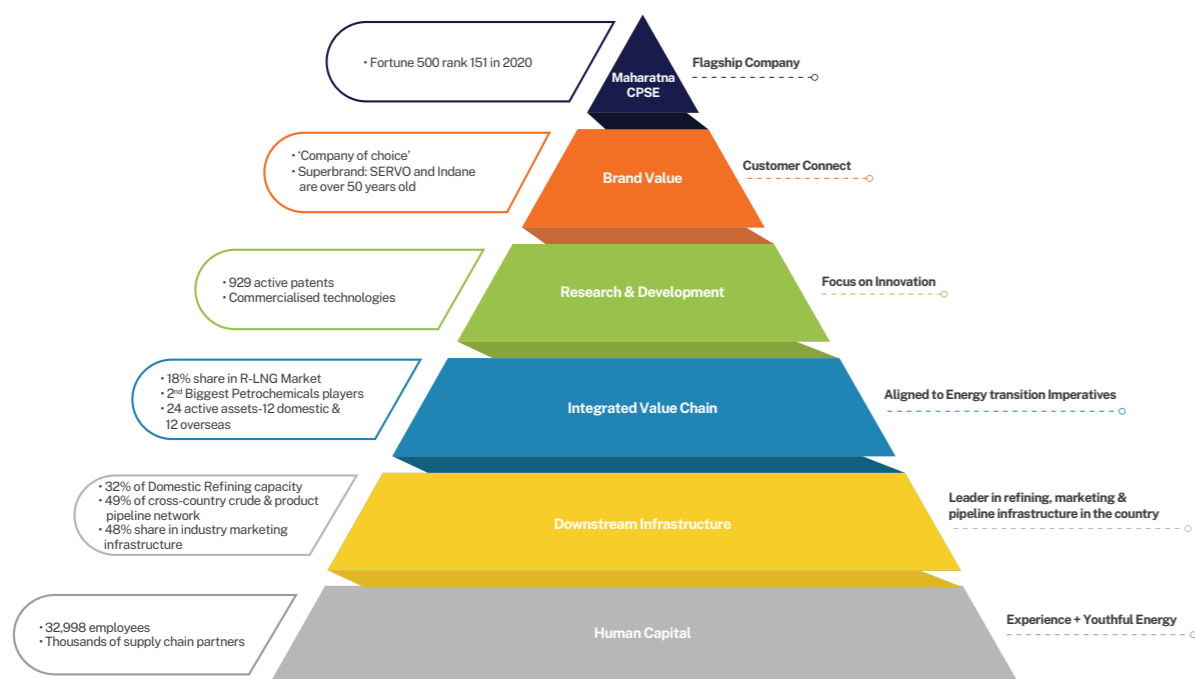 • Fortune 500 rank 151 in 2020
Maharatna
CPSE
Flagship Company
• ‘Company of choice’
• Superbrand: SERVO and Indane
are over 50 years old
Brand Value
Customer Connect
• 929 active patents
• Commercialised technologies
Research & Development
Focus on Innovation
• 18% share in R-LNG Market
• 2nd Biggest Petrochemicals players
• 24 active assets-12 domestic &
12 overseas
Integrated Value Chain
Aligned to Energy transition Imperatives
• 32% of Domestic Refining capacity
• 49% of cross-country crude & product
pipeline network
• 48% share in industry marketing
infrastructure
Downstream Infrastructure
Leader in refining, marketing &
pipeline infrastructure in the country
• 32,998 employees
• Thousands of supply chain partners
Human Capital
Experience + Youthful Energy